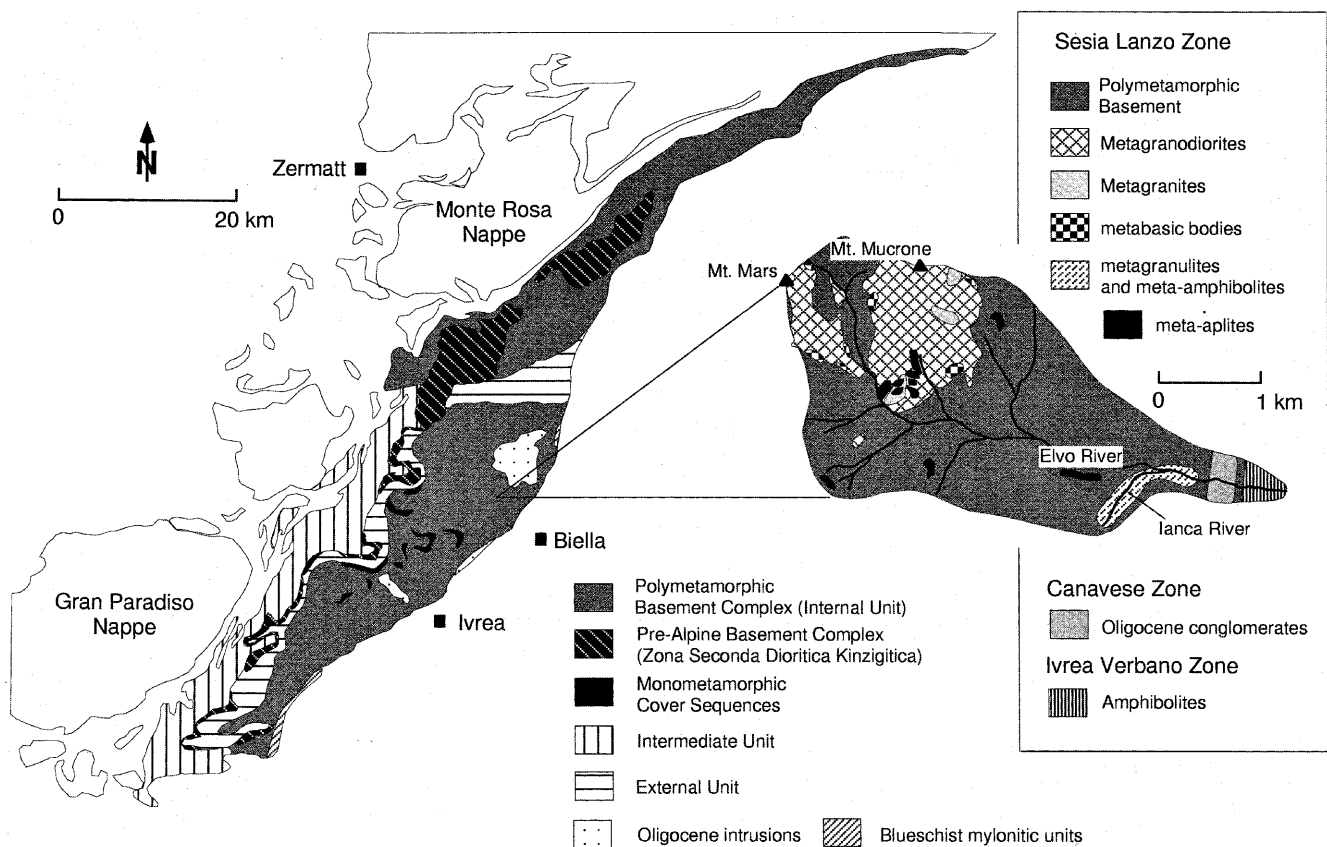 N
0
20 km
Zermatt
Monte Rosa
Nappe
Gran Paradiso
Nappe
Biella
Ivrea
Polymetamorphic
Basement Complex (Internal Unit)
Pre-Alpine Basement Complex
(Zona Seconda Dioritica Kinzigitica)
Monometamorphic
Cover Sequences
Intermediate Unit
External Unit
Oligocene intrusions
Blueschist mylonitic units
Mt. Mars
Mt. Mucrone
Elvo River
Ianca River
Sesia Lanzo Zone
Polymetamorphic
Basement
Metagranodiorites
Metagranites
metabasic bodies
metagranulites
and meta-amphibolites
meta-aplites
0
1 km
Canavese Zone
Oligocene conglomerates
Ivrea Verbano Zone
Amphibolites